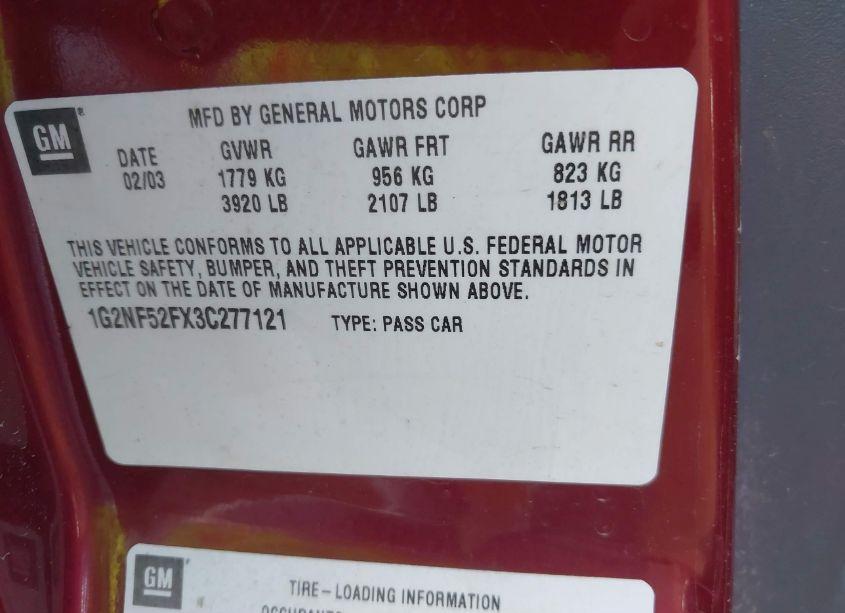 GM
MFD BY GENERAL MOTORS CORP
DATE GVWR GAWR FRT GAWR RR
02/03 1779 KG 956 KG 823 KG
3920 LB 2107 LB 1813 LB
THIS VEHICLE CONFORMS TO ALL APPLICABLE U.S. FEDERAL MOTOR
VEHICLE SAFETY, BUMPER, AND THEFT PREVENTION STANDARDS IN
EFFECT ON THE DATE OF MANUFACTURE SHOWN ABOVE.
1G2NF52FX3C277121 TYPE: PASS CAR
GM
TIRE-LOADING INFORMATION